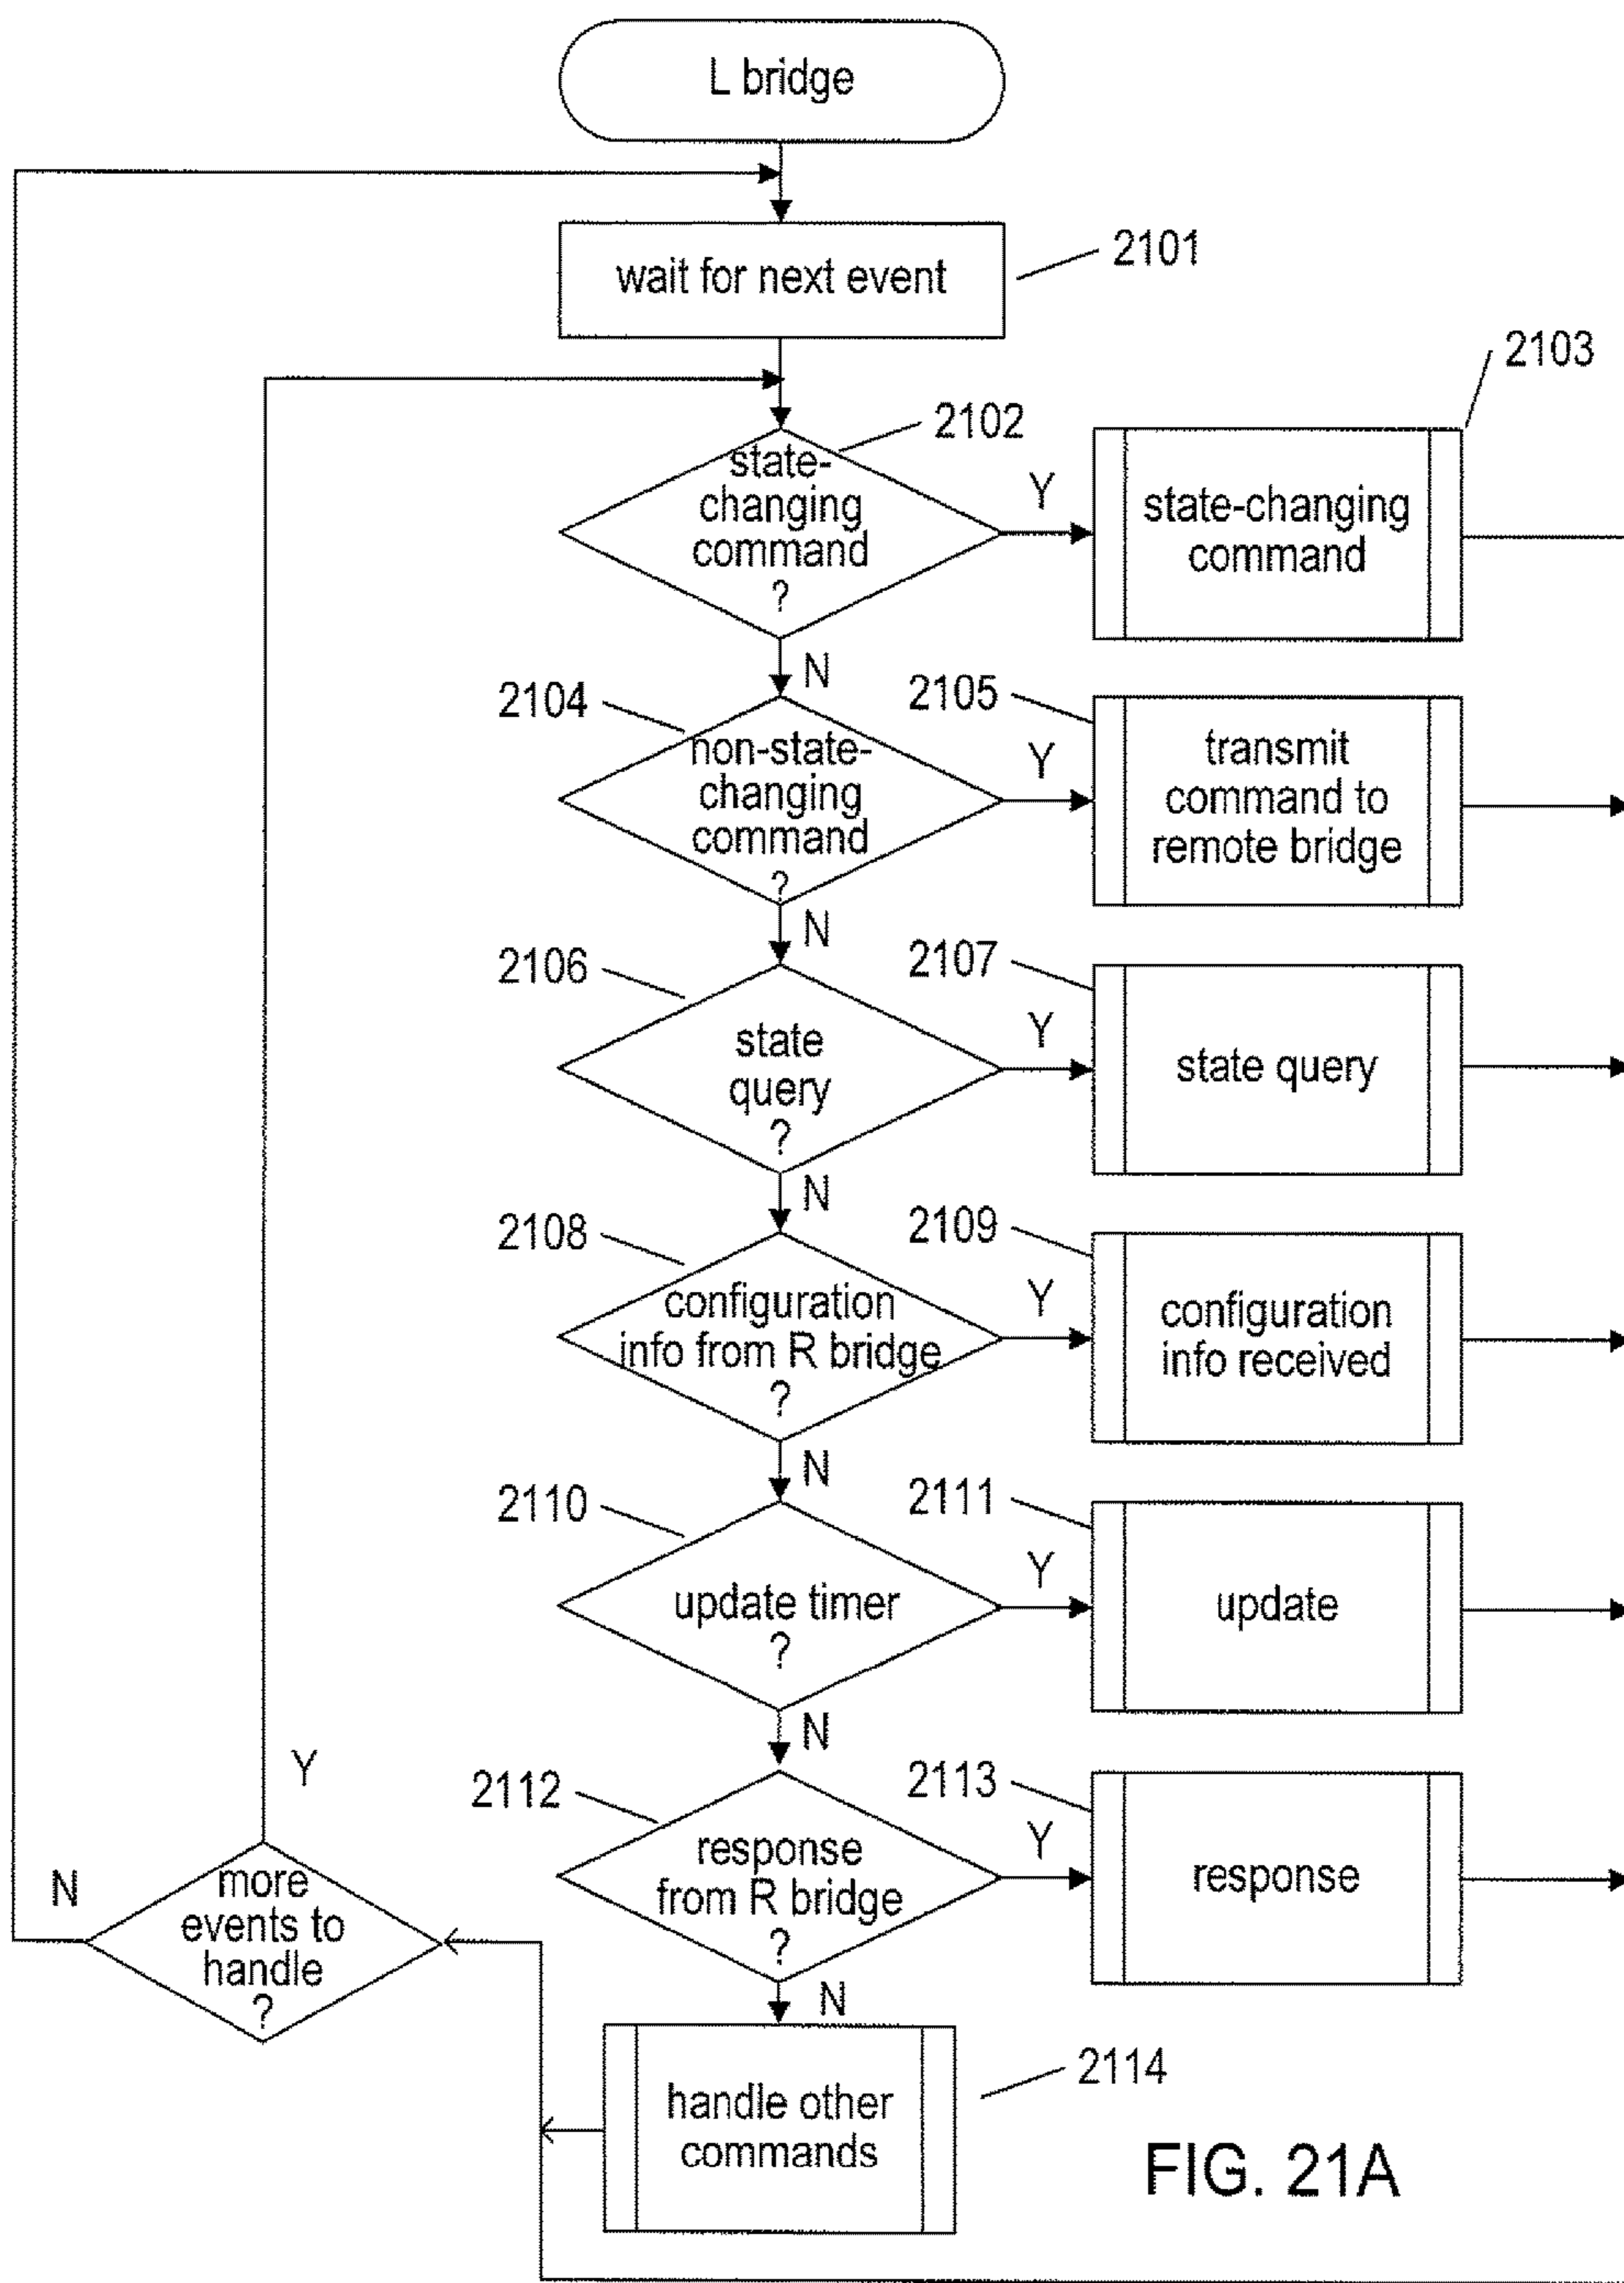 L bridge
wait for next event
2101
2103
2102
state-
changing
command
?
Y
state-changing
command
N
2104
non-state-
changing
command
?
Y
2105
transmit
command to
remote bridge
N
2106
state
query
?
Y
2107
state query
N
2108
configuration
info from R bridge
?
Y
2109
configuration
info received
N
2110
update timer
?
Y
2111
update
N
2112
response
from R bridge
?
Y
2113
response
N
Y
N
more
events to
handle
?
handle other
commands
2114
FIG. 21A